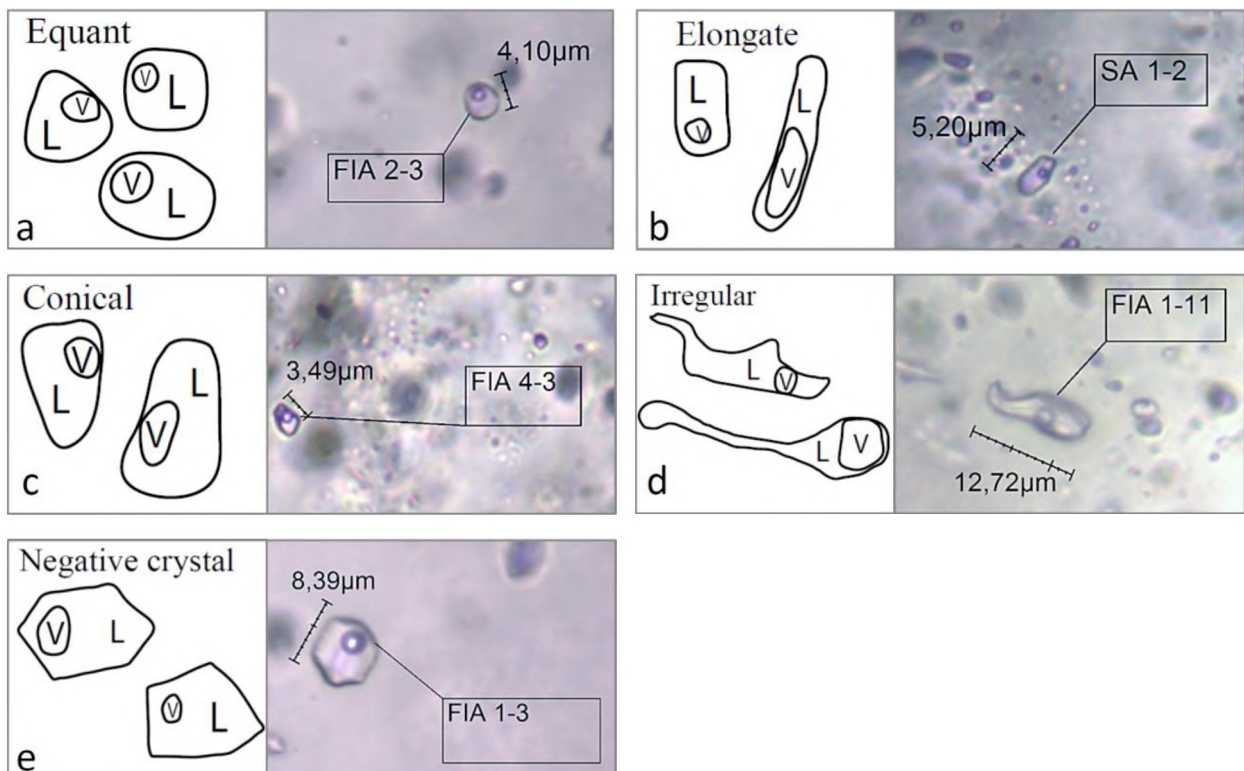 Equant
V
L
V
L
V
L
a
4,10µm
FIA 2-3
Elongate
L
V
L
V
b
SA 1-2
5,20µm
Conical
V
L
L
V
c
3,49µm
FIA 4-3
Irregular
L
V
L
V
d
FIA 1-11
12,72µm
Negative crystal
V
L
V
L
e
8,39µm
FIA 1-3